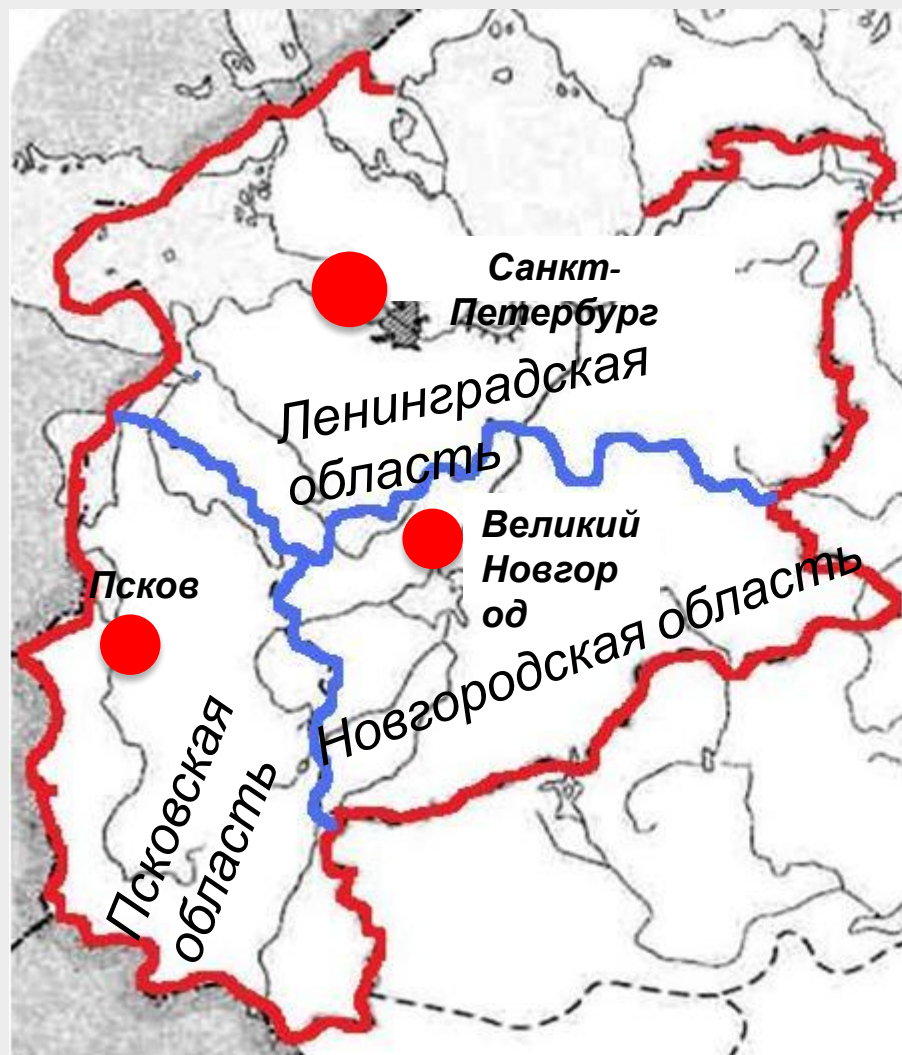 Санкт-
Петербург
Ленинградская
область
Великий
Новгор
од
Псков
Новгородская область
Псковская
область